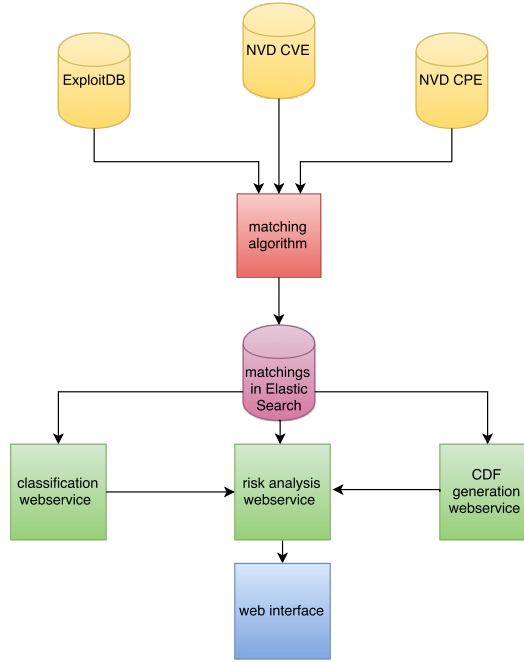 ExploitDB
NVD CVE
NVD CPE
matching
algorithm
matchings
in Elastic
Search
classification
webservice
risk analysis
webservice
CDF
generation
webservice
web interface